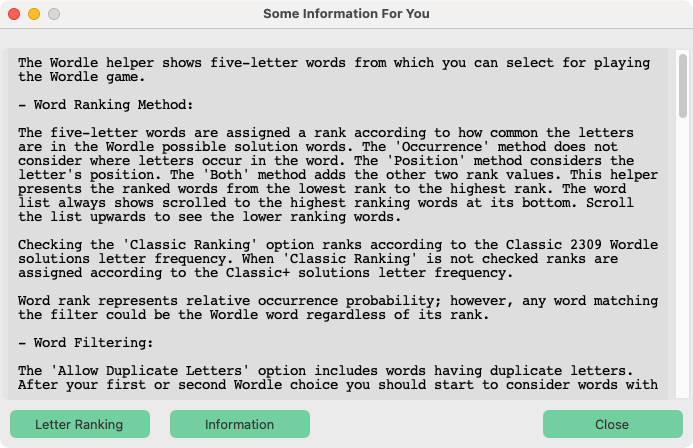 Some Information For You
The Wordle helper shows five-letter words from which you can select for playing
the Wordle game.
- Word Ranking Method:
The five-letter words are assigned a rank according to how common the letters
are in the Wordle possible solution words. The 'Occurrence' method does not
consider where letters occur in the word. The 'Position' method considers the
letter's position. The 'Both' method adds the other two rank values. This helper
presents the ranked words from the lowest rank to the highest rank. The word
list always shows scrolled to the highest ranking words at its bottom. Scroll
the list upwards to see the lower ranking words.
Checking the 'Classic Ranking' option ranks according to the Classic 2309 Wordle
solutions letter frequency. When 'Classic Ranking' is not checked ranks are
assigned according to the Classic+ solutions letter frequency.
Word rank represents relative occurrence probability; however, any word matching
the filter could be the Wordle word regardless of its rank.
- Word Filtering:
The 'Allow Duplicate Letters' option includes words having duplicate letters.
After your first or second Wordle choice you should start to consider words with
Letter Ranking
Information
Close